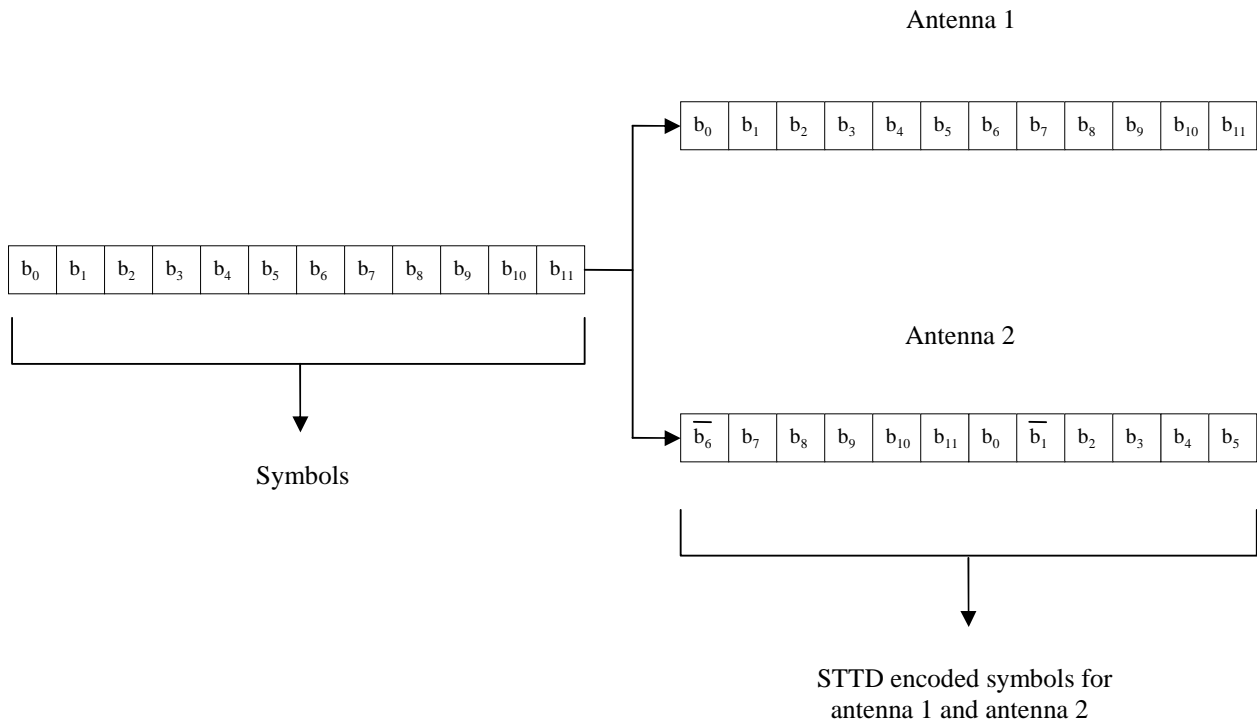 Antenna 1
b₀ b₁ b₂ b₃ b₄ b₅ b₆ b₇ b₈ b₉ b₁₀ b₁₁
b₀ b₁ b₂ b₃ b₄ b₅ b₆ b₇ b₈ b₉ b₁₀ b₁₁
Antenna 2
b̅₆ b₇ b₈ b₉ b₁₀ b₁₁ b₀ b̅₁ b₂ b₃ b₄ b₅
Symbols
STTD encoded symbols for
antenna 1 and antenna 2